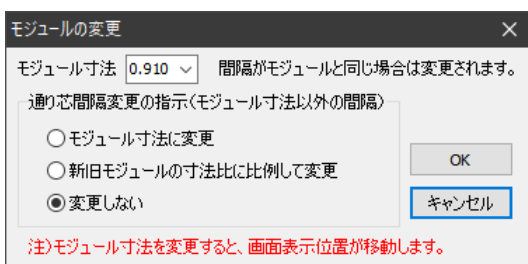 モジュールの変更
モジュール寸法 0.910 間隔がモジュールと同じ場合は変更されます。
通り芯間隔変更の指示(モジュール寸法以外の間隔)
モジュール寸法に変更
新旧モジュールの寸法比に比例して変更
変更しない
OK
キャンセル
注)モジュール寸法を変更すると、画面表示位置が移動します。